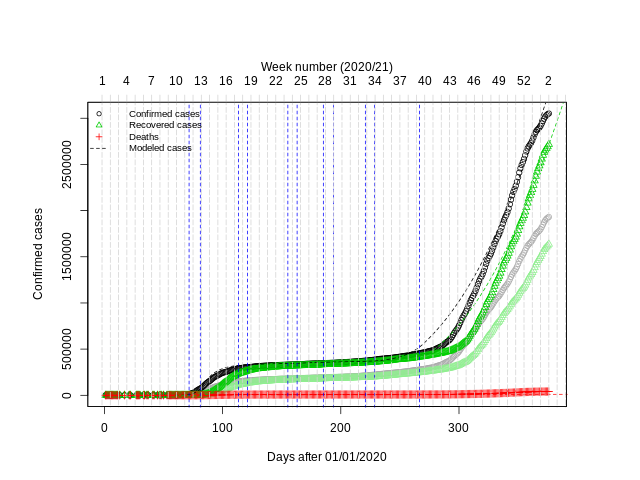 Week number (2020/21)
1 4 7 10 13 16 19 22 25 28 31 34 37 40 43 46 49 52 2
Confirmed cases
Recovered cases
Deaths
Modeled cases
Confirmed cases
2500000
1500000
500000
0
0 100 200 300
Days after 01/01/2020